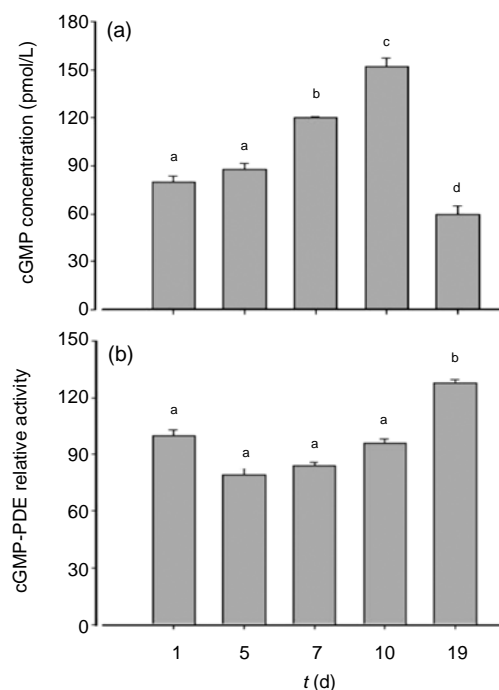 (a)
cGMP concentration (pmol/L)
180
150
120
90
60
30
0
a
a
b
c
d
(b)
cGMP-PDE relative activity
150
120
90
60
30
0
a
a
a
a
b
1 5 7 10 19
t (d)